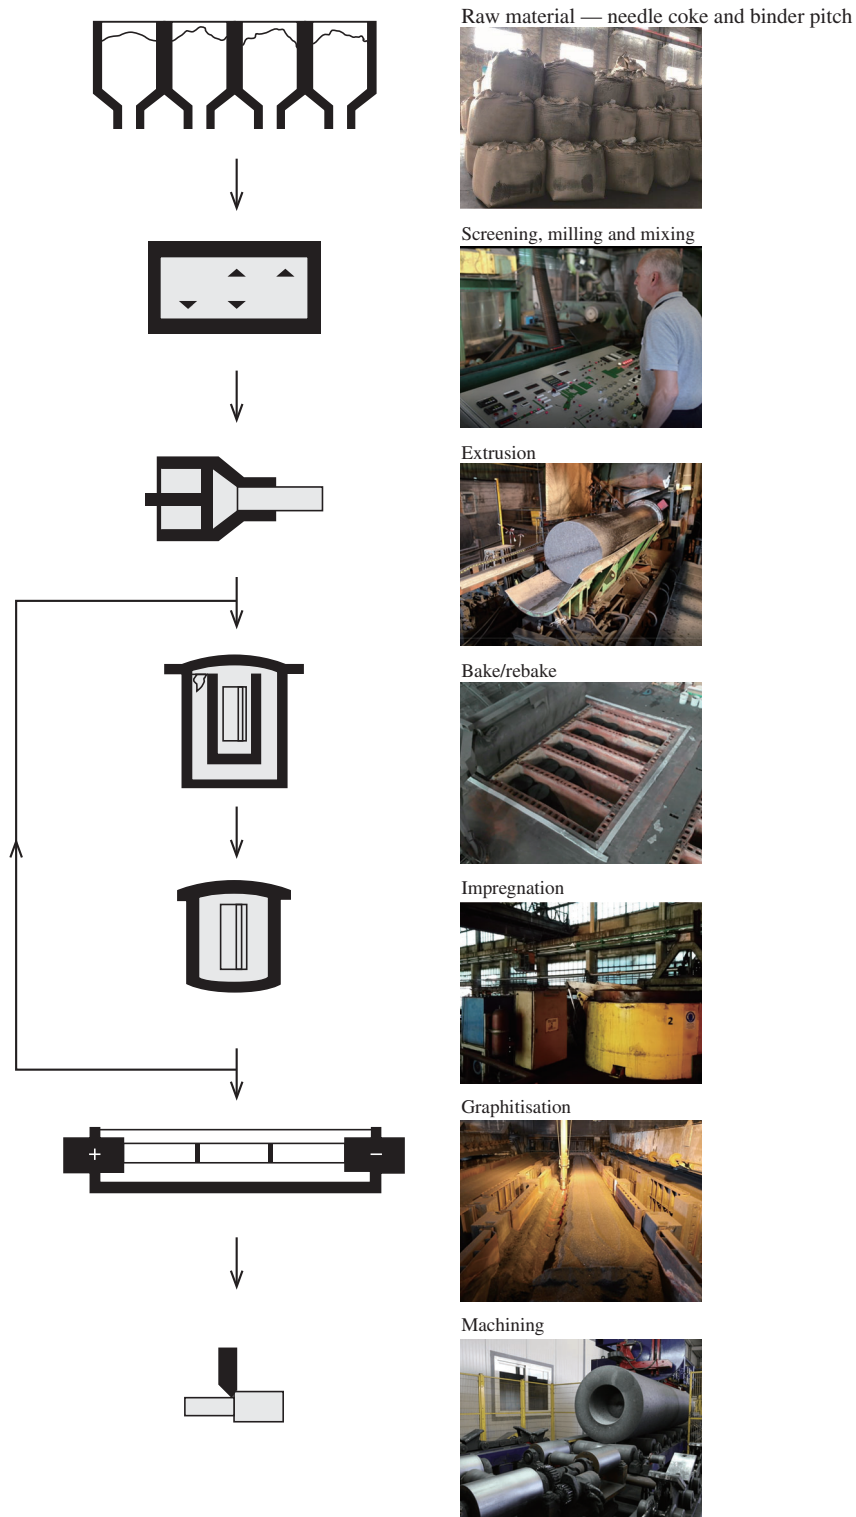 Raw material — needle coke and binder pitch
Screening, milling and mixing
Extrusion
Bake/rebake
Impregnation
2
Graphitisation
+ −
Machining